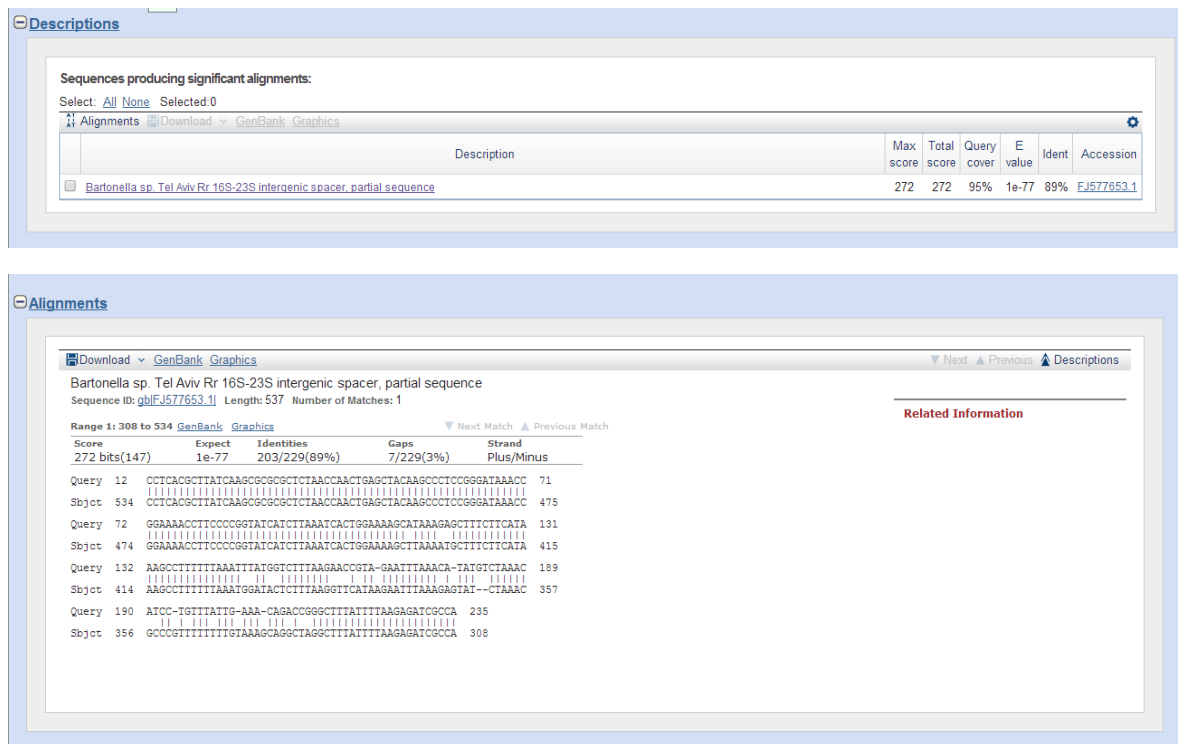 Descriptions
Sequences producing significant alignments:
Select: All None Selected:0
Alignments Download GenBank Graphics
Description Max score Total score Query cover E value Ident Accession
Bartonella sp. Tel Aviv Rr 16S-23S intergenic spacer, partial sequence 272 272 95% 1e-77 89% FJ577653.1
Alignments
Download GenBank Graphics Next Previous Descriptions
Bartonella sp. Tel Aviv Rr 16S-23S intergenic spacer, partial sequence
Sequence ID: gb|FJ577653.1| Length: 537 Number of Matches: 1
Related Information
Range 1: 308 to 534 GenBank Graphics Next Match Previous Match
Score Expect Identities Gaps Strand
272 bits(147) 1e-77 203/229(89%) 7/229(3%) Plus/Minus
Query 12 CCTCACGCTTATCAAGCGCGCGCTCTAACCAACTGAGCTACAAGCCCTCCGGGATAAACC 71
Sbjct 534 CCTCACGCTTATCAAGCGCGCGCTCTAACCAACTGAGCTACAAGCCCTCCGGGATAAACC 475
Query 72 GGAAAACCTTCCCCGGTATCATCTTAAATCACTGGAAAAGCATAAAGAGCTTTCTTCATA 131
Sbjct 474 GGAAAACCTTCCCCGGTATCATCTTAAATCACTGGAAAAGCTTAAAATGCTTTCTTCATA 415
Query 132 AAGCCTTTTTTAAATTTATGGTCTTTAAGAACCGTA-GAATTTAAACA-TATGTCTAAAC 189
Sbjct 414 AAGCCTTTTTTAAATGGATACTCTTTAAGGTTCATAAGAATTTAAAGAGTAT--CTAAAC 357
Query 190 ATCC-TGTTTATTG-AAA-CAGACCGGGCTTTATTTTAAGAGATCGCCA 235
Sbjct 356 GCCCGTTTTTTTTGTAAAGCAGGCTAGGCTTTATTTTAAGAGATCGCCA 308